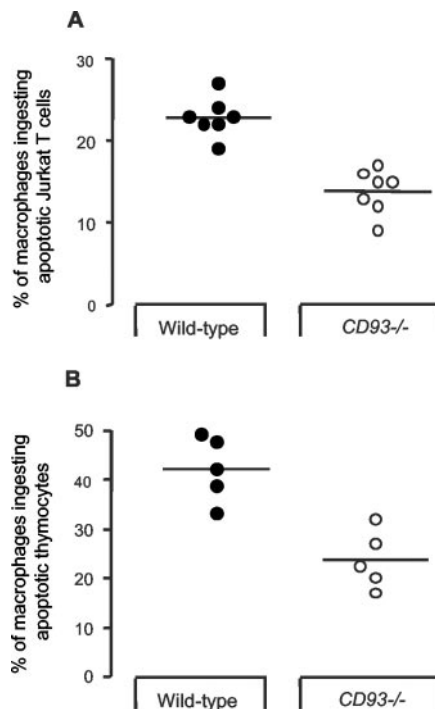 A
% of macrophages ingesting
apoptotic Jurkat T cells
30
20
10
0
Wild-type
CD93-/-
B
% of macrophages ingesting
apoptotic thymocytes
50
40
30
20
10
0
Wild-type
CD93-/-